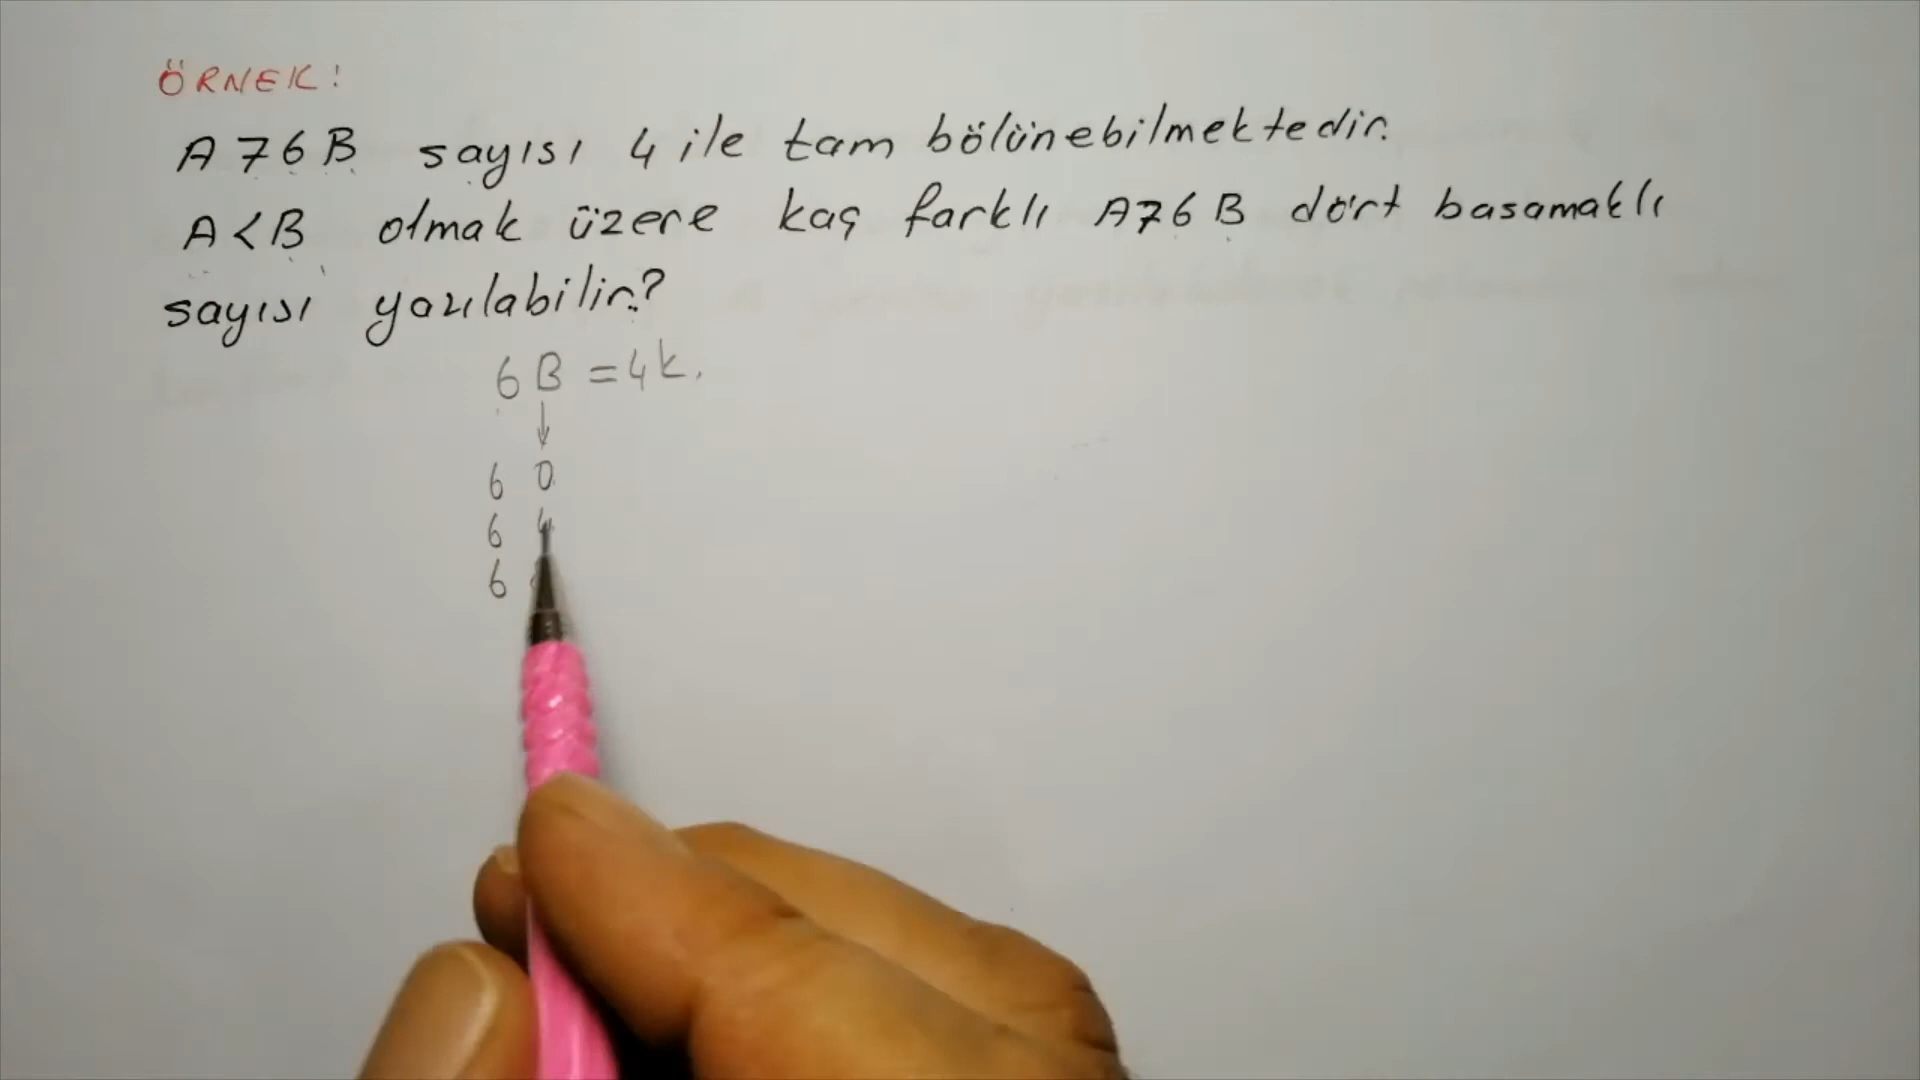 ÖRNEK:
A76B sayısı 4 ile tam bölünebilmektedir.
A<B olmak üzere kaç farklı A76B dört basamaklı
sayısı yazılabilir?
6B = 4k.
↓
6 0
6 4
6